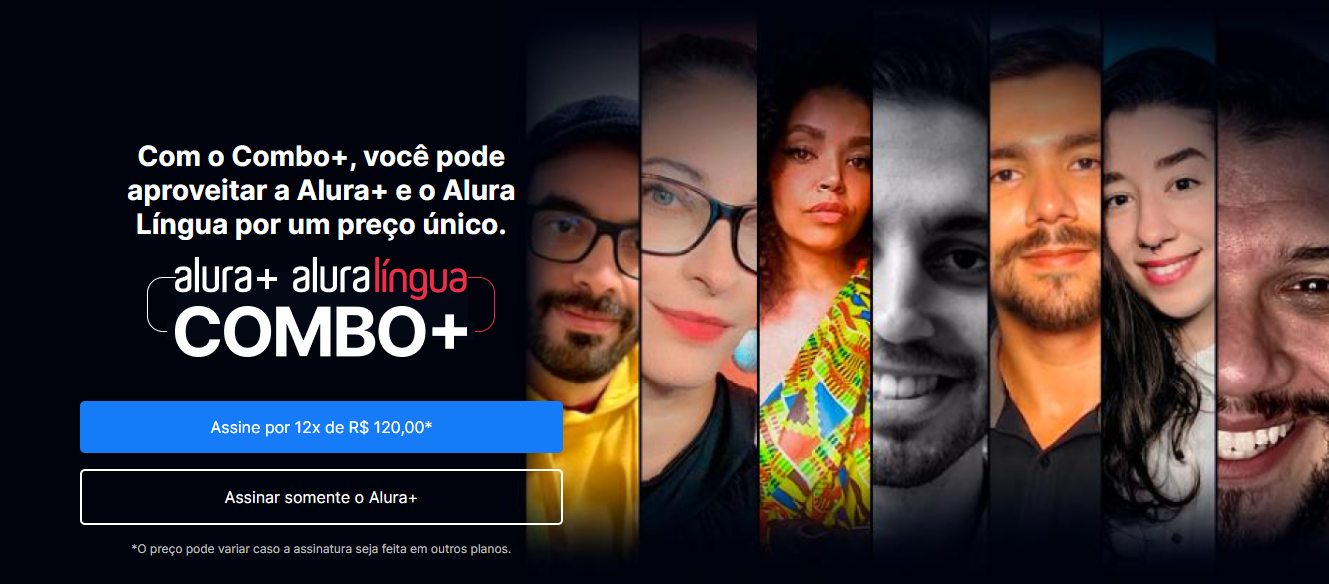 Com o Combo+, você pode
aproveitar a Alura+ e o Alura
Língua por um preço único.
alura+ aluralíngua
COMBO+
Assine por 12x de R$ 120,00*
Assinar somente o Alura+
*O preço pode variar caso a assinatura seja feita em outros planos.